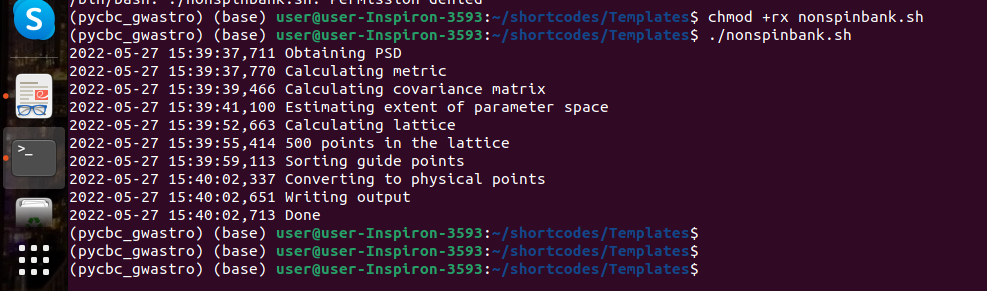 /bin/bash: ./nonspinbank.sh: Permission denied
(pycbc_gwastro) (base) user@user-Inspiron-3593:~/shortcodes/Templates$ chmod +rx nonspinbank.sh
(pycbc_gwastro) (base) user@user-Inspiron-3593:~/shortcodes/Templates$ ./nonspinbank.sh
2022-05-27 15:39:37,711 Obtaining PSD
2022-05-27 15:39:37,770 Calculating metric
2022-05-27 15:39:39,466 Calculating covariance matrix
2022-05-27 15:39:41,100 Estimating extent of parameter space
2022-05-27 15:39:52,663 Calculating lattice
2022-05-27 15:39:55,414 500 points in the lattice
2022-05-27 15:39:59,113 Sorting guide points
2022-05-27 15:40:02,337 Converting to physical points
2022-05-27 15:40:02,651 Writing output
2022-05-27 15:40:02,713 Done
(pycbc_gwastro) (base) user@user-Inspiron-3593:~/shortcodes/Templates$
(pycbc_gwastro) (base) user@user-Inspiron-3593:~/shortcodes/Templates$
(pycbc_gwastro) (base) user@user-Inspiron-3593:~/shortcodes/Templates$